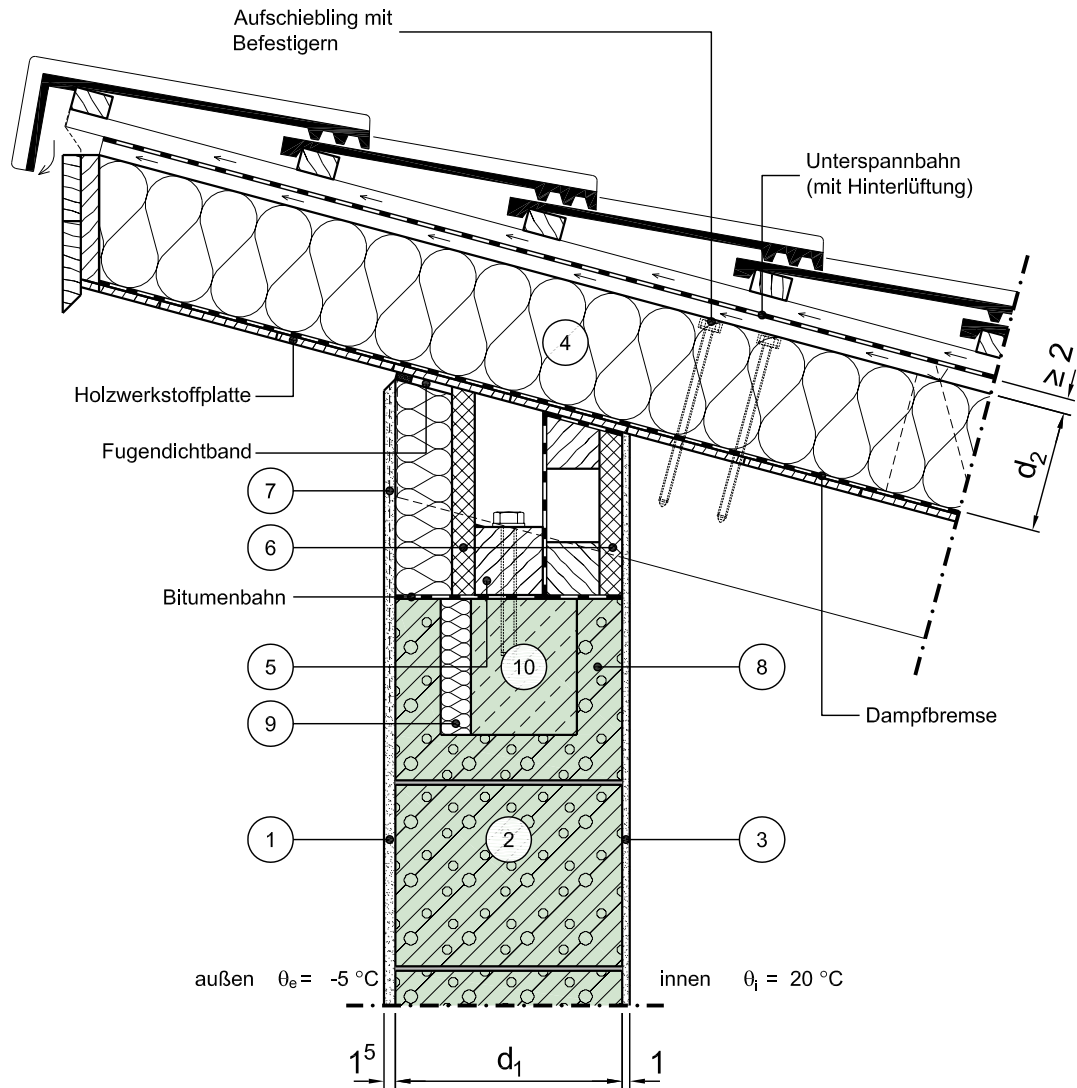 Aufschiebling mit
Befestigern
Unterspannbahn
(mit Hinterlüftung)
4
≥ 2
d₂
Holzwerkstoffplatte
Fugendichtband
7
6
Bitumenbahn
5
10
8
9
Dampfbremse
1
2
3
außen θₑ = -5 °C
innen θᵢ = 20 °C
1⁵
d₁
1